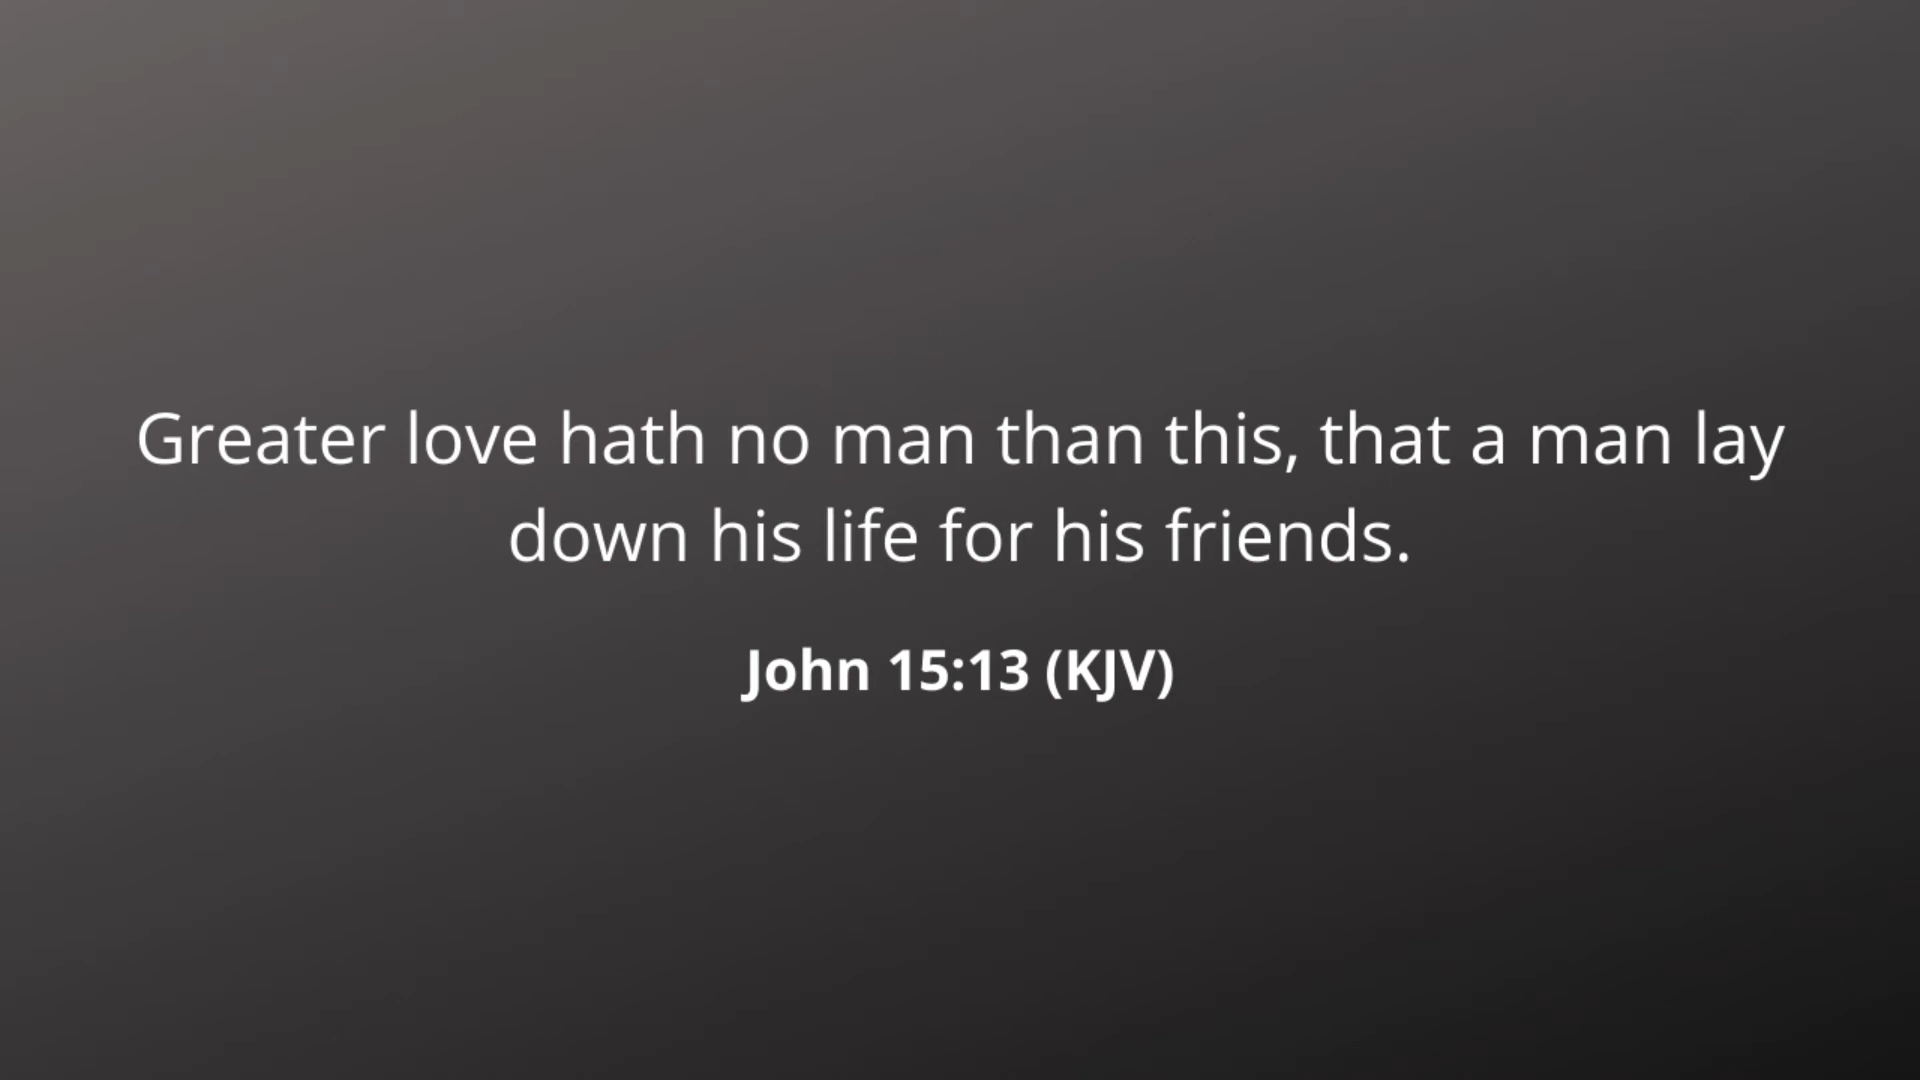 Greater love hath no man than this, that a man lay
down his life for his friends.
John 15:13 (KJV)